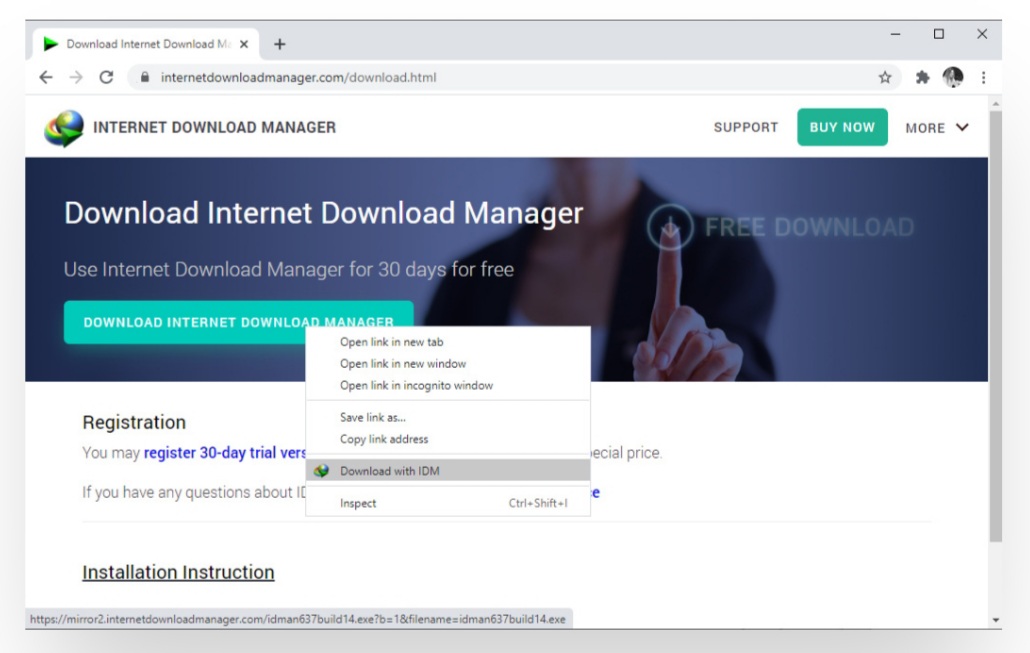 Download Internet Download Ma
internetdownloadmanager.com/download.html
INTERNET DOWNLOAD MANAGER
SUPPORT
BUY NOW
MORE
Download Internet Download Manager
FREE DOWNLOAD
Use Internet Download Manager for 30 days for free
DOWNLOAD INTERNET DOWNLOAD MANAGER
Open link in new tab
Open link in new window
Open link in incognito window
Save link as...
Copy link address
Download with IDM
Inspect Ctrl+Shift+I
Registration
You may register 30-day trial vers ecial price.
If you have any questions about ID e
Installation Instruction
https://mirror2.internetdownloadmanager.com/idman637build14.exe?b=1&filename=idman637build14.exe